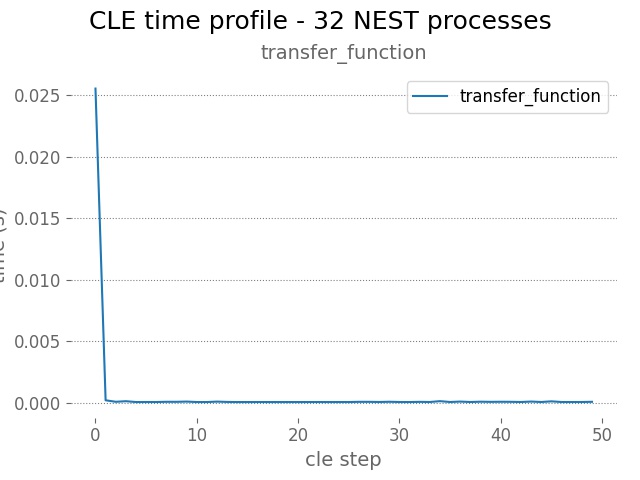 CLE time profile - 32 NEST processes
transfer_function
transfer_function
0.025
0.020
0.015
0.010
0.005
0.000
time (s)
0 10 20 30 40 50
cle step